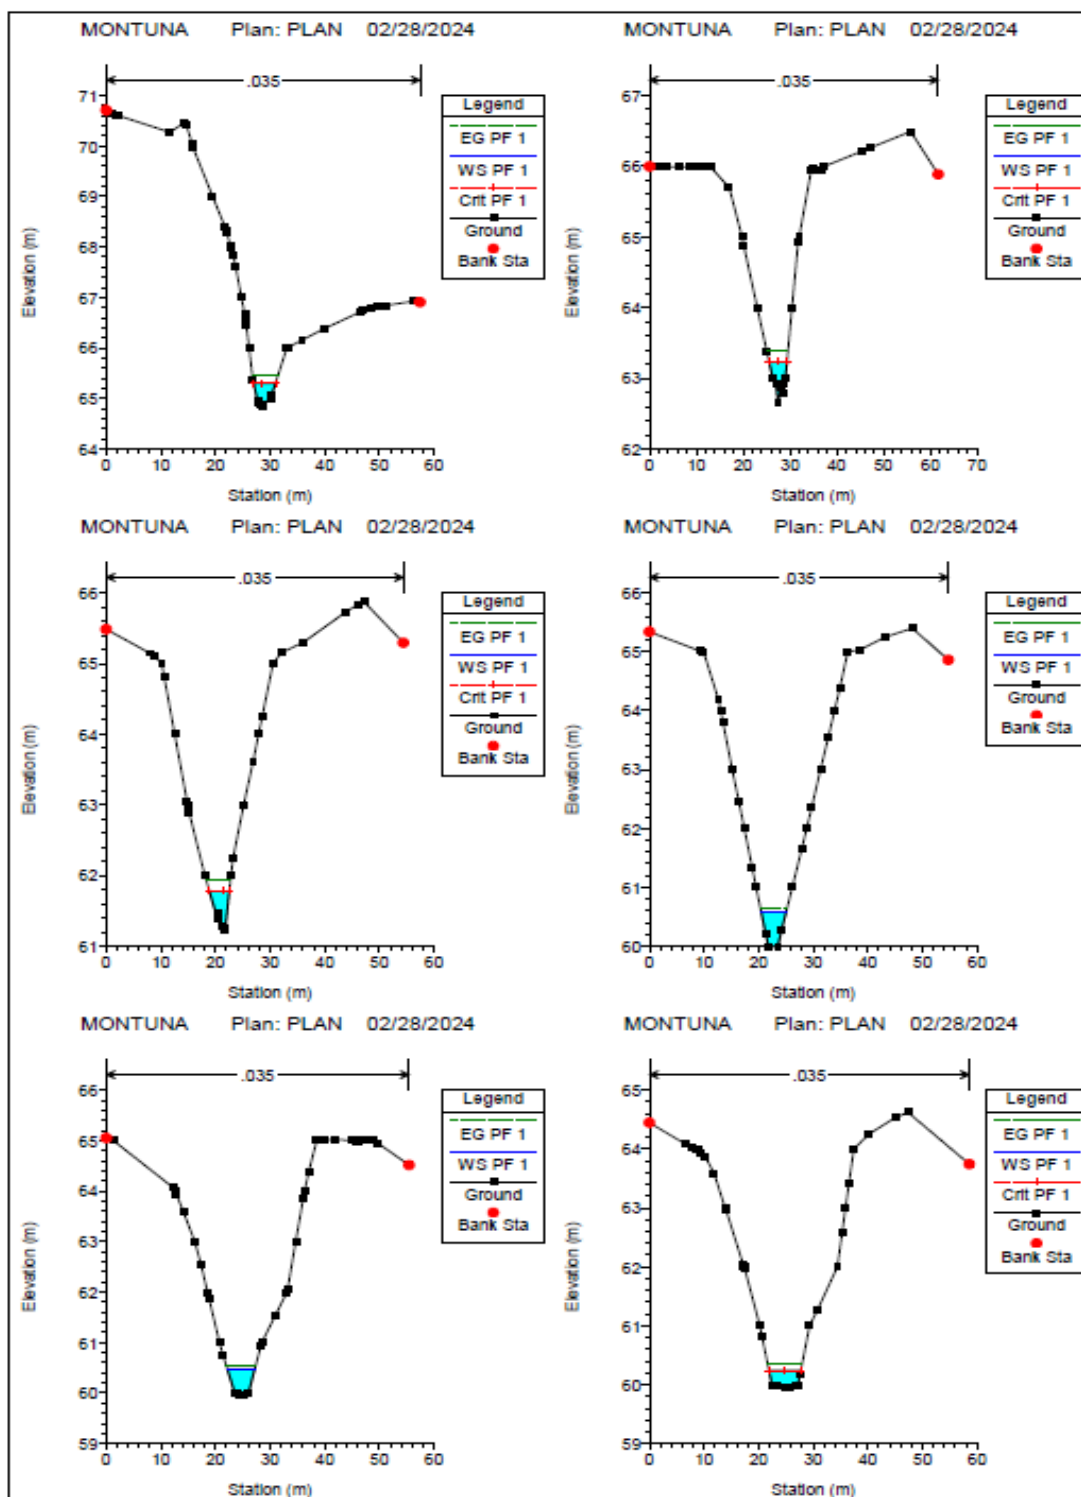 MONTUNA Plan: PLAN 02/28/2024
.035
Legend
EG PF 1
WS PF 1
Crit PF 1
Ground
Bank Sta
71
70
69
68
67
66
65
64
0 10 20 30 40 50 60
Elevation (m)
Station (m)
MONTUNA Plan: PLAN 02/28/2024
.035
Legend
EG PF 1
WS PF 1
Crit PF 1
Ground
Bank Sta
67
66
65
64
63
62
0 10 20 30 40 50 60 70
Elevation (m)
Station (m)
MONTUNA Plan: PLAN 02/28/2024
.035
Legend
EG PF 1
WS PF 1
Crit PF 1
Ground
Bank Sta
66
65
64
63
62
61
0 10 20 30 40 50 60
Elevation (m)
Station (m)
MONTUNA Plan: PLAN 02/28/2024
.035
Legend
EG PF 1
WS PF 1
Ground
Bank Sta
66
65
64
63
62
61
60
0 10 20 30 40 50 60
Elevation (m)
Station (m)
MONTUNA Plan: PLAN 02/28/2024
.035
Legend
EG PF 1
WS PF 1
Ground
Bank Sta
66
65
64
63
62
61
60
59
0 10 20 30 40 50 60
Elevation (m)
Station (m)
MONTUNA Plan: PLAN 02/28/2024
.035
Legend
EG PF 1
WS PF 1
Crit PF 1
Ground
Bank Sta
65
64
63
62
61
60
59
0 10 20 30 40 50 60
Elevation (m)
Station (m)